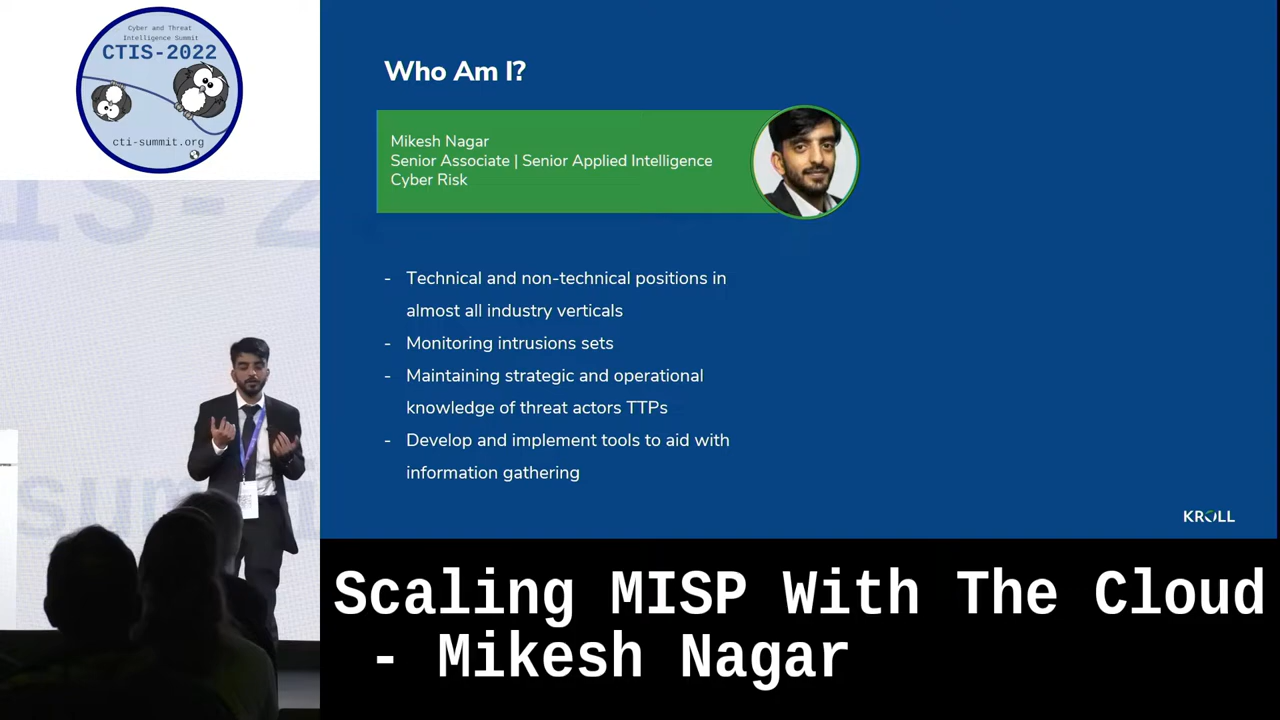 Cyber and Threat
Intelligence Summit
CTIS-2022
cti-summit.org
Who Am I?
Mikesh Nagar
Senior Associate | Senior Applied Intelligence
Cyber Risk
- Technical and non-technical positions in
almost all industry verticals
- Monitoring intrusions sets
- Maintaining strategic and operational
knowledge of threat actors TTPs
- Develop and implement tools to aid with
information gathering
KROLL
Scaling MISP With The Cloud
- Mikesh Nagar